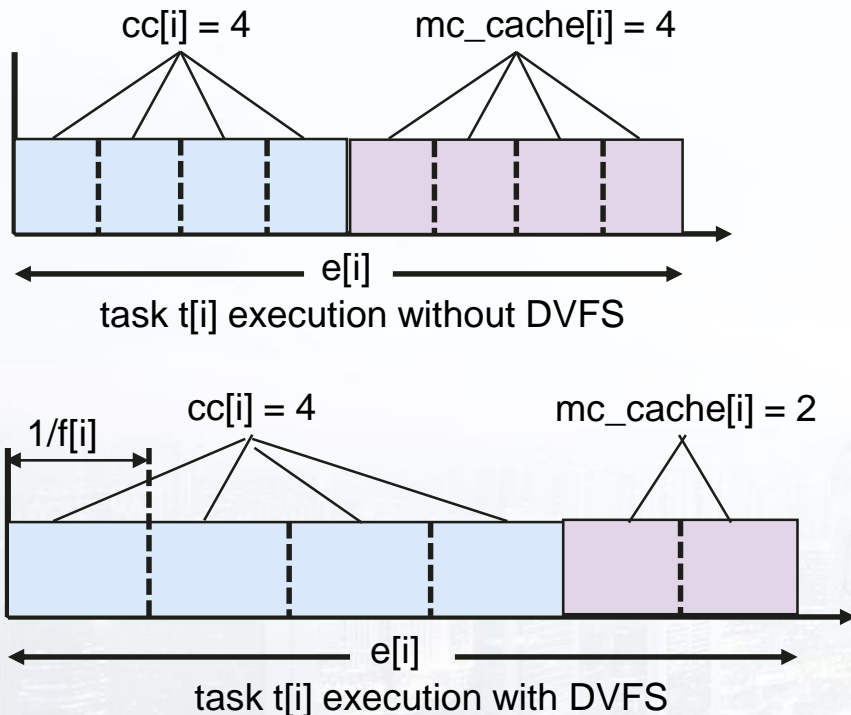 cc[i] = 4 mc_cache[i] = 4
e[i]
task t[i] execution without DVFS
cc[i] = 4 mc_cache[i] = 2
1/f[i]
e[i]
task t[i] execution with DVFS